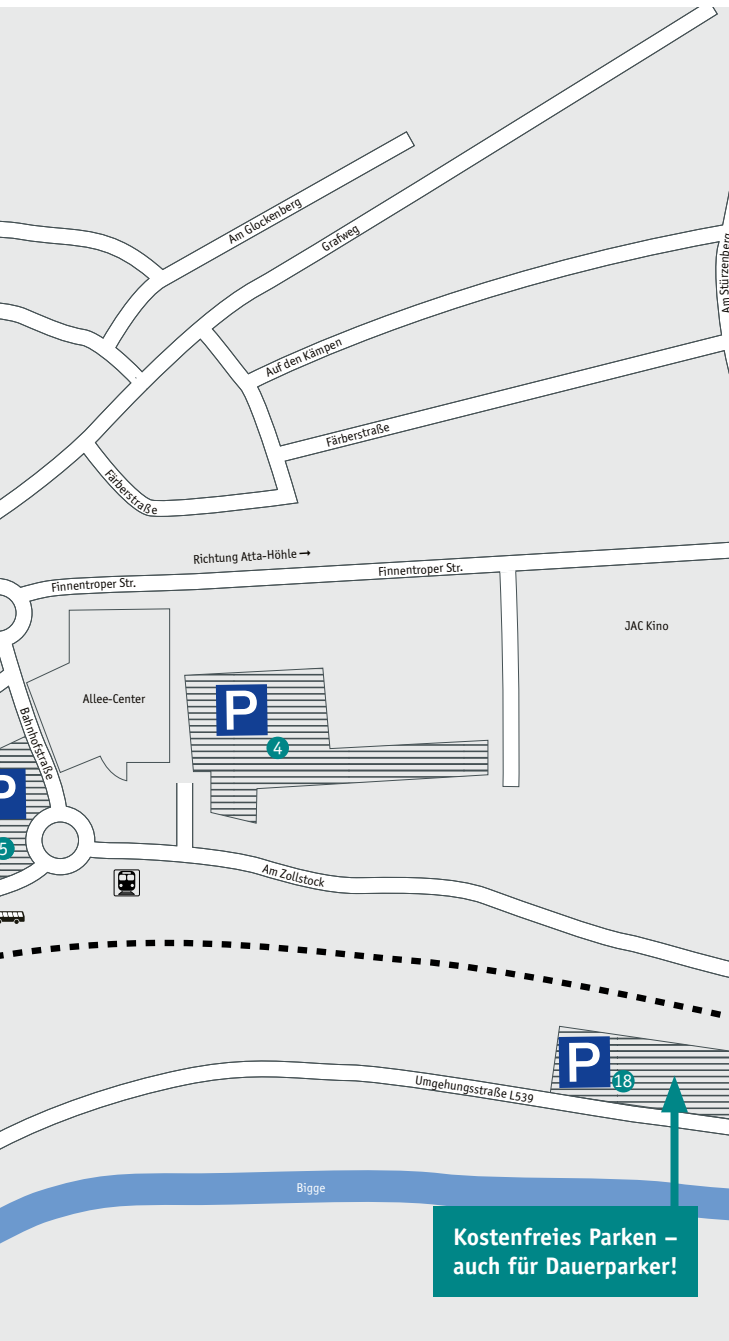 Am Glockenberg
Grafweg
Am Stürzenberg
Auf den Kämpen
Färberstraße
Färberstraße
Richtung Atta-Höhle →
Finnentroper Str.
Finnentroper Str.
JAC Kino
Allee-Center
P
4
Bahnhofstraße
P
5
Am Zollstock
P
18
Umgehungsstraße L539
Bigge
Kostenfreies Parken –
auch für Dauerparker!